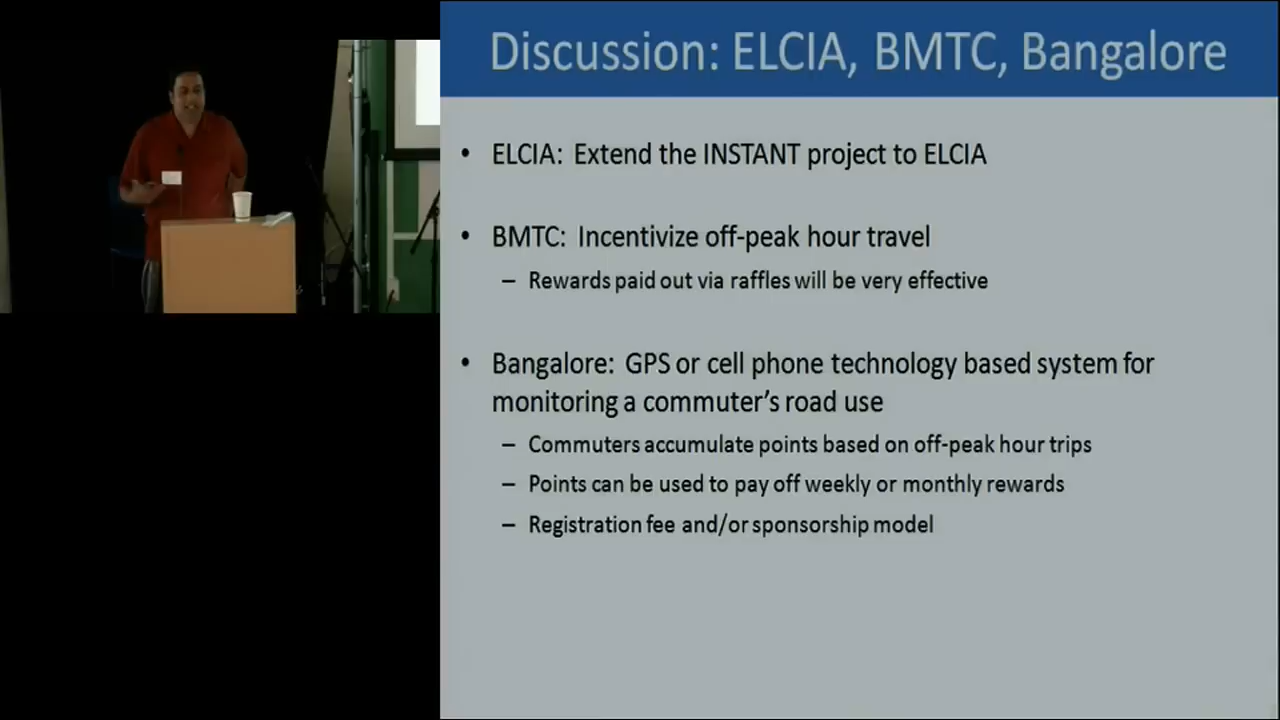 Discussion: ELCIA, BMTC, Bangalore
• ELCIA: Extend the INSTANT project to ELCIA
• BMTC: Incentivize off-peak hour travel
– Rewards paid out via raffles will be very effective
• Bangalore: GPS or cell phone technology based system for
monitoring a commuter's road use
– Commuters accumulate points based on off-peak hour trips
– Points can be used to pay off weekly or monthly rewards
– Registration fee and/or sponsorship model